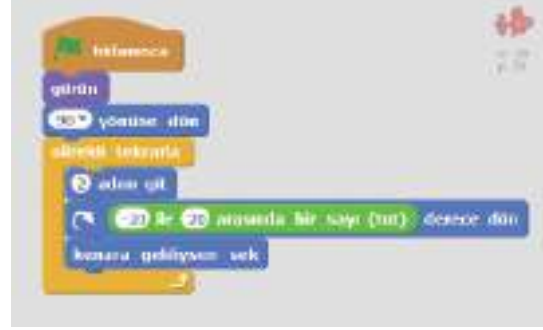 tıklanınca
görün
90 yönüne dön
sürekli tekrarla
2 adım git
-20 ile 20 arasında bir sayı (tut) derece dön
kenara geldiysen sek